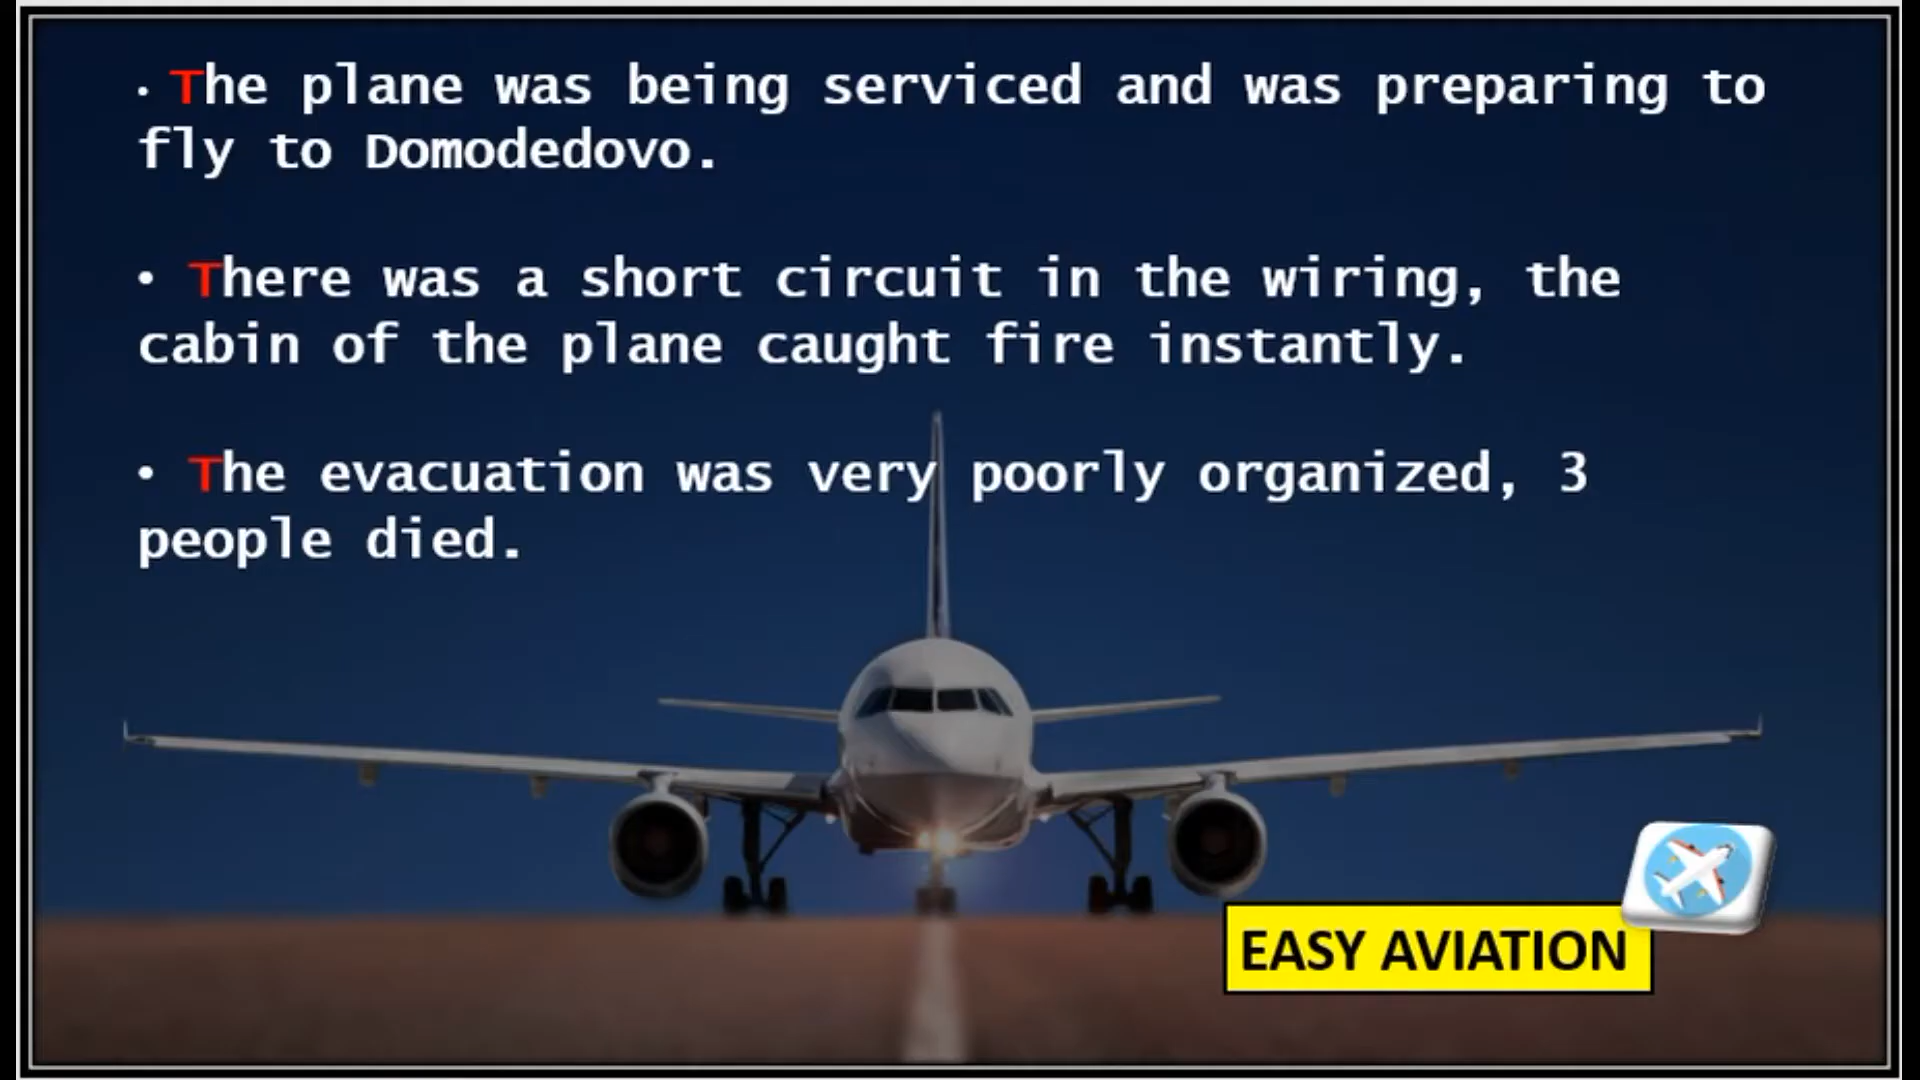 • The plane was being serviced and was preparing to
fly to Domodedovo.
• There was a short circuit in the wiring, the
cabin of the plane caught fire instantly.
• The evacuation was very poorly organized, 3
people died.
EASY AVIATION